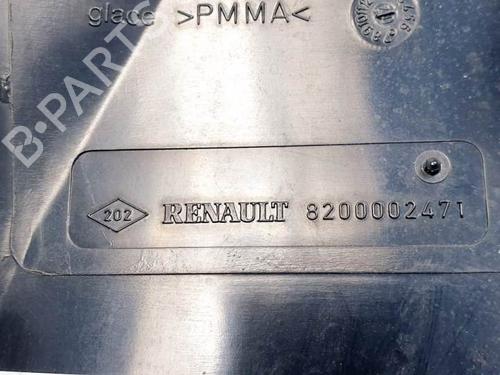 glace >PMMA<
B-PARTS
202 RENAULT 8200002471